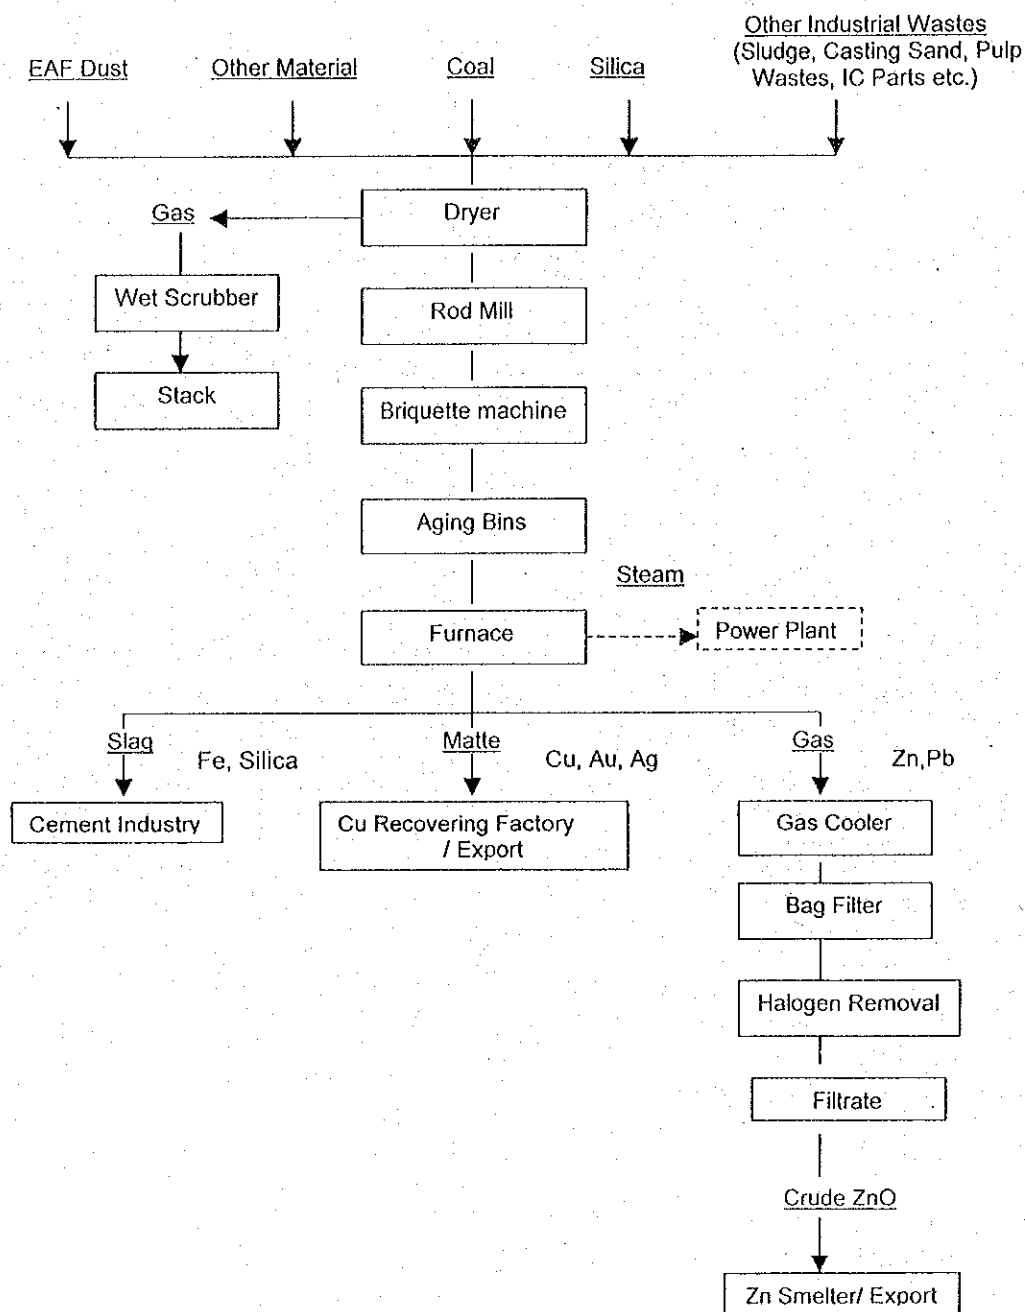 Other Industrial Wastes
(Sludge, Casting Sand, Pulp
Wastes, IC Parts etc.)
EAF Dust
Other Material
Coal
Silica
Dryer
Gas
Wet Scrubber
Rod Mill
Stack
Briquette machine
Aging Bins
Steam
Furnace
Power Plant
Slag
Fe, Silica
Matte
Cu, Au, Ag
Gas
Zn,Pb
Cement Industry
Cu Recovering Factory
/ Export
Gas Cooler
Bag Filter
Halogen Removal
Filtrate
Crude ZnO
Zn Smelter/ Export